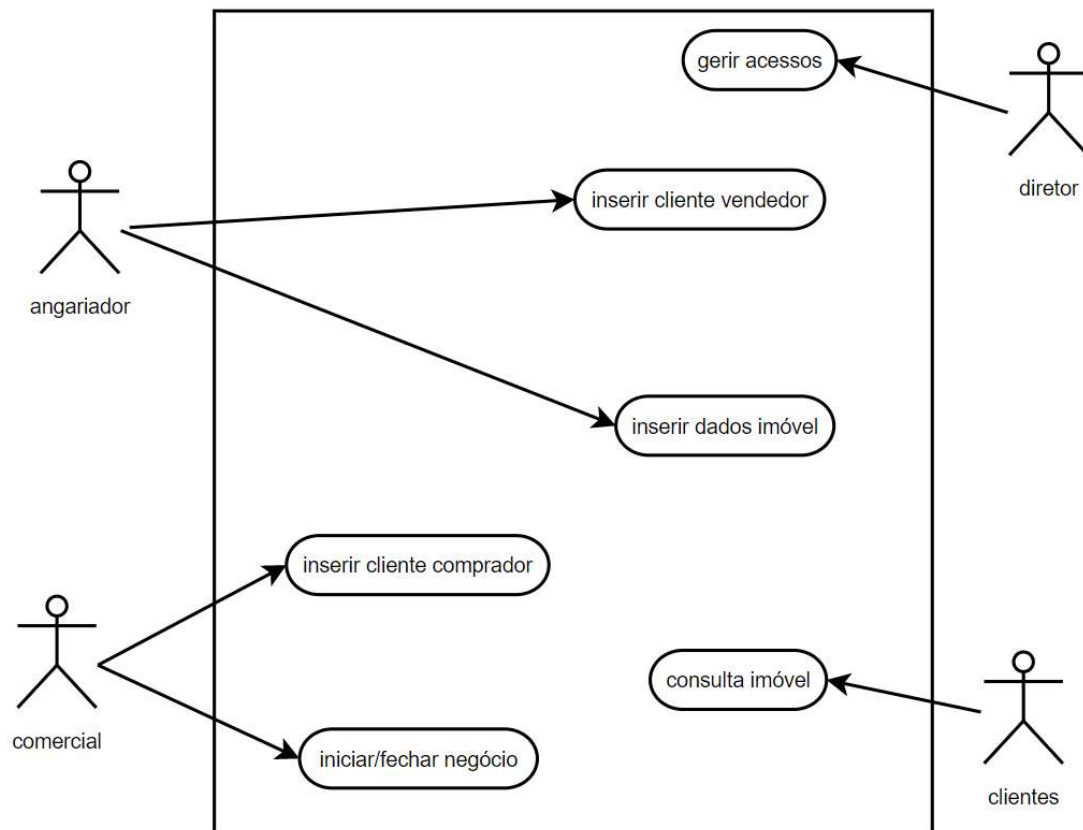 gerir acessos
diretor
inserir cliente vendedor
angariador
inserir dados imóvel
inserir cliente comprador
comercial
consulta imóvel
iniciar/fechar negócio
clientes